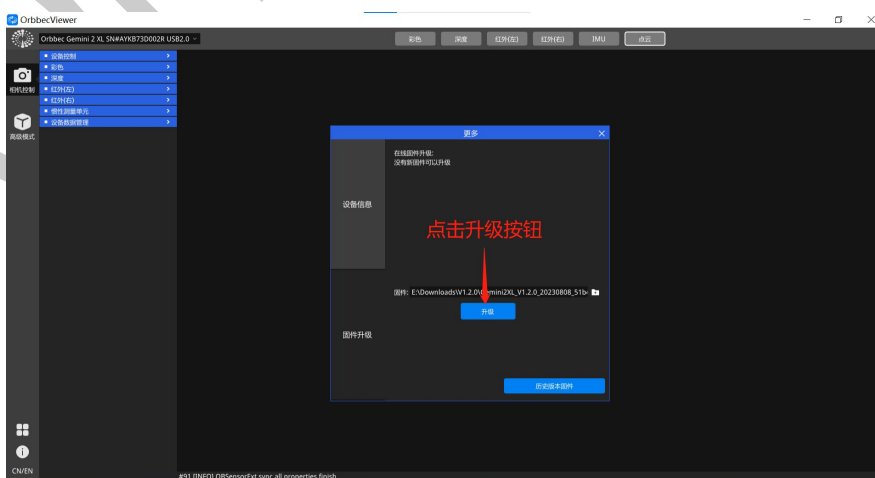 OrbbecViewer
Orbbec Gemini 2 XL SN#AYKB73D002R USB2.0
彩色
深度
红外(左)
红外(右)
IMU
点云
设备控制
彩色
深度
红外(左)
红外(右)
惯性测量单元
设备数据管理
相机控制
高级模式
更多
在线固件升级:
没有新固件可以升级
设备信息
点击升级按钮
固件: E:\Downloads\V1.2.0\Gemini2XL_V1.2.0_20230808_51b
升级
固件升级
历史版本固件
CN/EN
#91 [INFO] OBSensorExt sync all properties finish